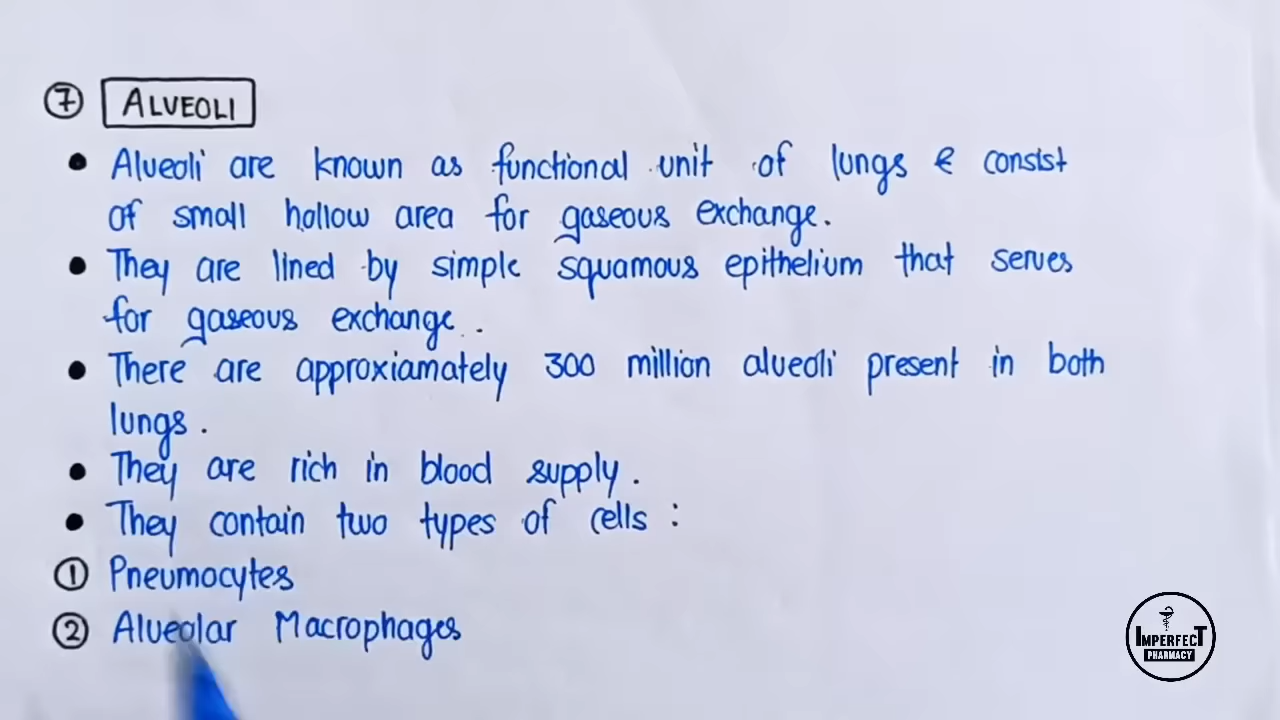 ⑦ ALVEOLI
• Alveoli are known as functional unit of lungs & consist
of small hollow area for gaseous exchange.
• They are lined by simple squamous epithelium that serves
for gaseous exchange.
• There are approxiamately 300 million alveoli present in both
lungs.
• They are rich in blood supply.
• They contain two types of cells :
① Pneumocytes
② Alveolar Macrophages
IMPERFECT
PHARMACY